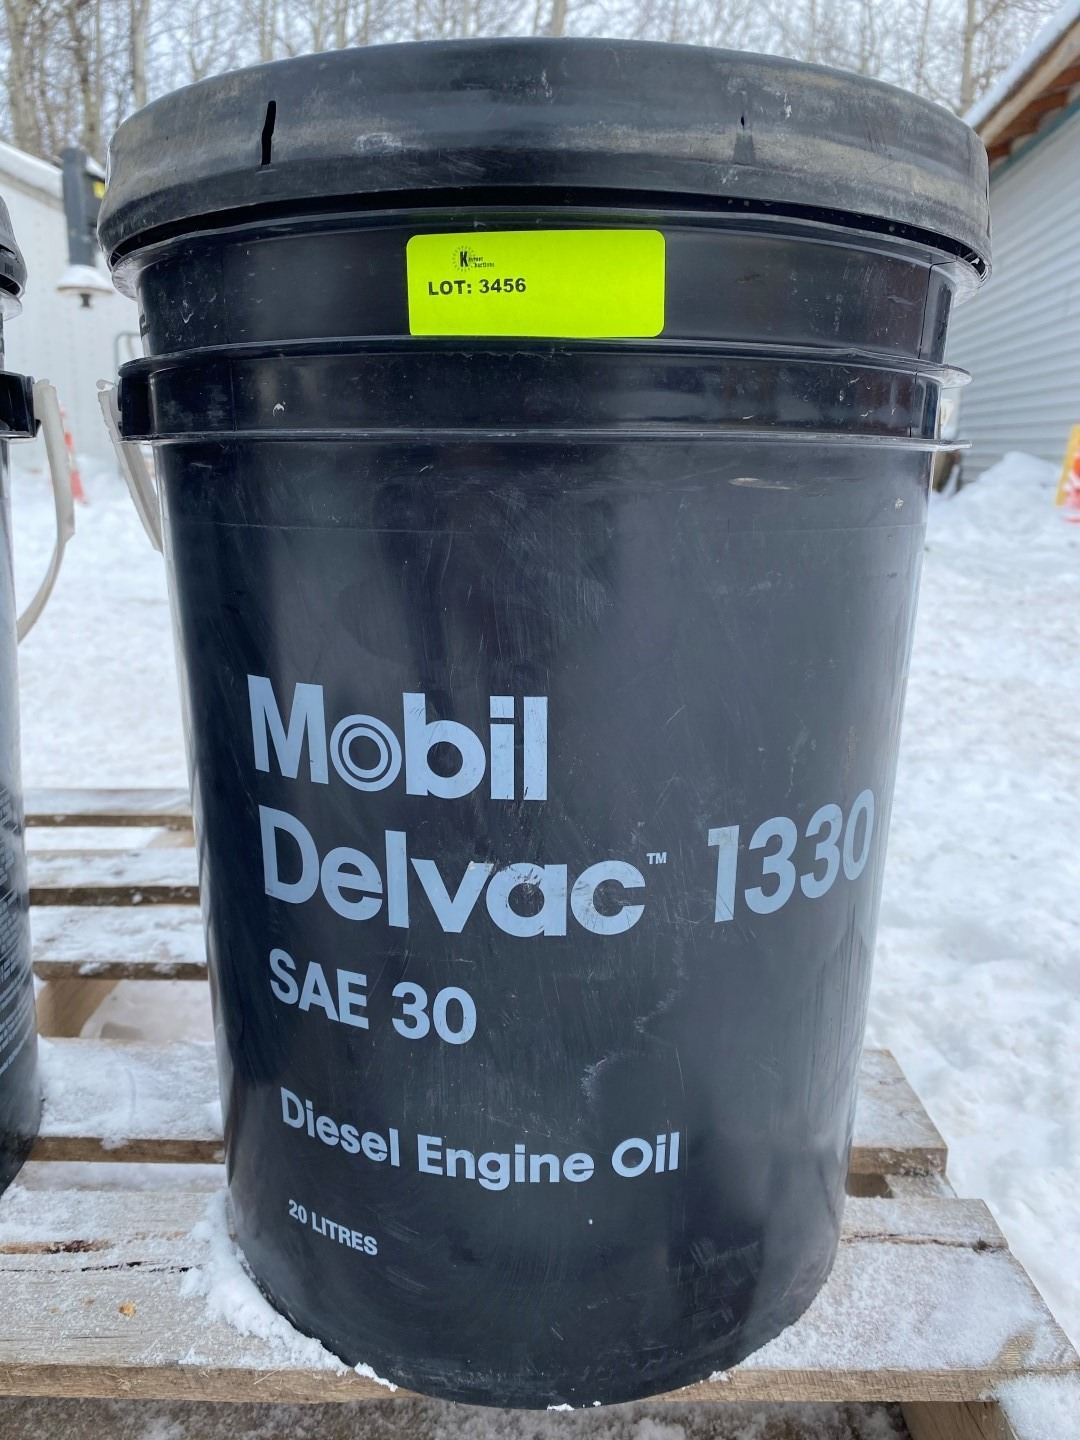 LOT: 3456
Mobil
Delvac™ 1330
SAE 30
Diesel Engine Oil
20 LITRES